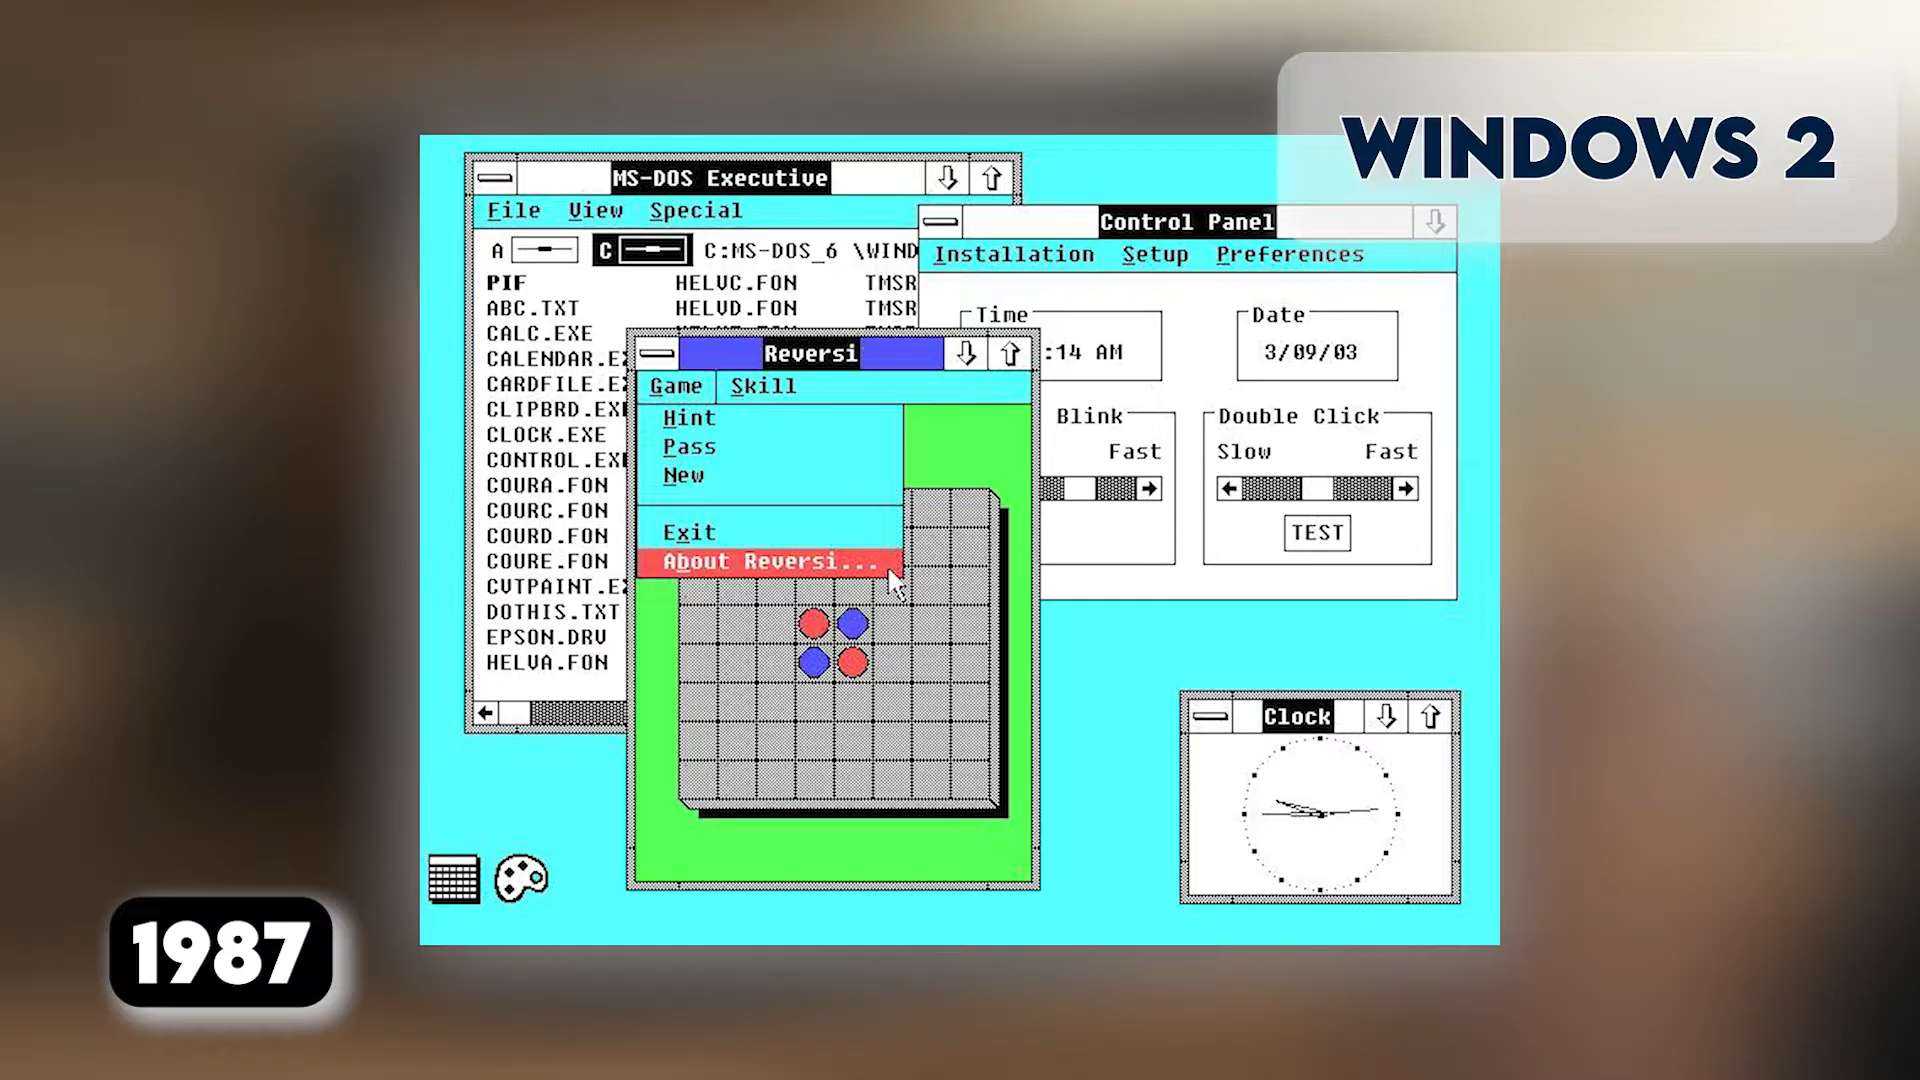 WINDOWS 2
MS-DOS Executive
File View Special
A C C:MS-DOS_6 \WIND
PIF HELVC.FON TMSR
ABC.TXT HELVD.FON TMSR
CALC.EXE
CALENDAR.E
CARDFILE.E
CLIPBRD.EX
CLOCK.EXE
CONTROL.EX
COURA.FON
COURC.FON
COURD.FON
COURE.FON
CVTPAINT.E
DOTHIS.TXT
EPSON.DRV
HELVA.FON
Control Panel
Installation Setup Preferences
Time
:14 AM
Date
3/09/03
Blink
Fast
Double Click
Slow Fast
TEST
Reversi
Game Skill
Hint
Pass
New
Exit
About Reversi...
Clock
1987